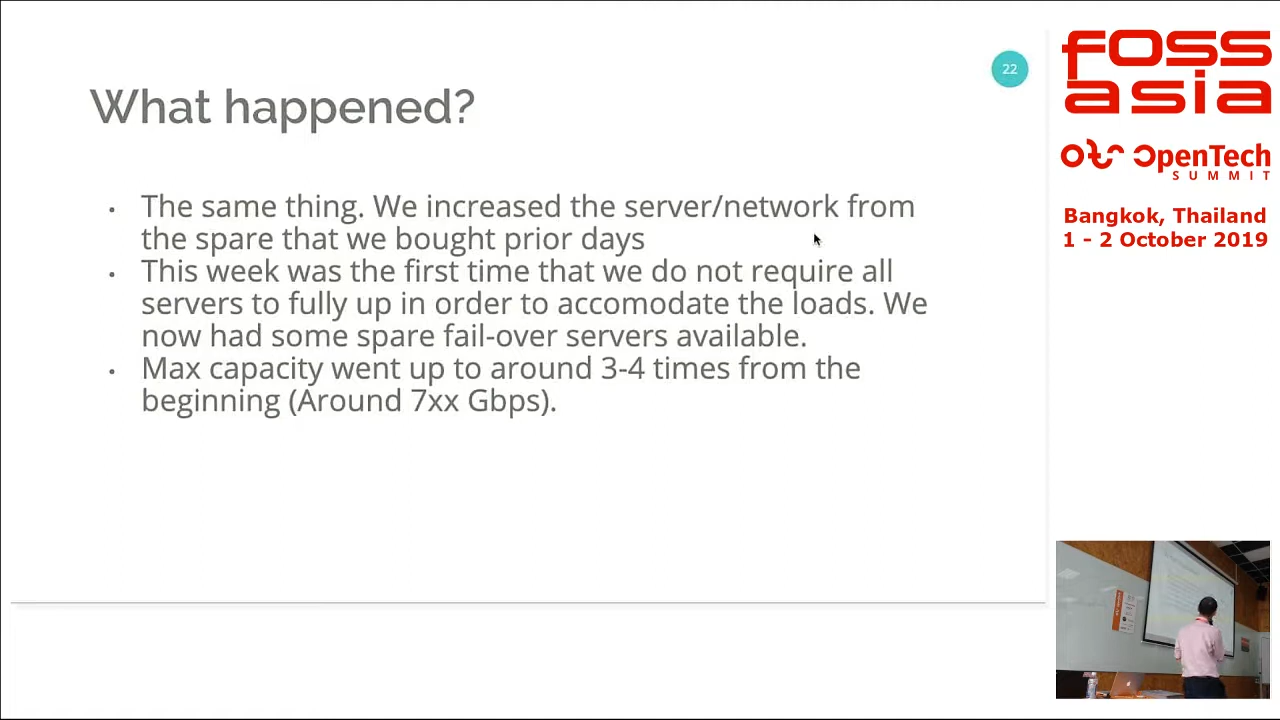 22
What happened?
• The same thing. We increased the server/network from
the spare that we bought prior days
• This week was the first time that we do not require all
servers to fully up in order to accomodate the loads. We
now had some spare fail-over servers available.
• Max capacity went up to around 3-4 times from the
beginning (Around 7xx Gbps).
foss
asia
OpenTech
SUMMIT
Bangkok, Thailand
1 - 2 October 2019